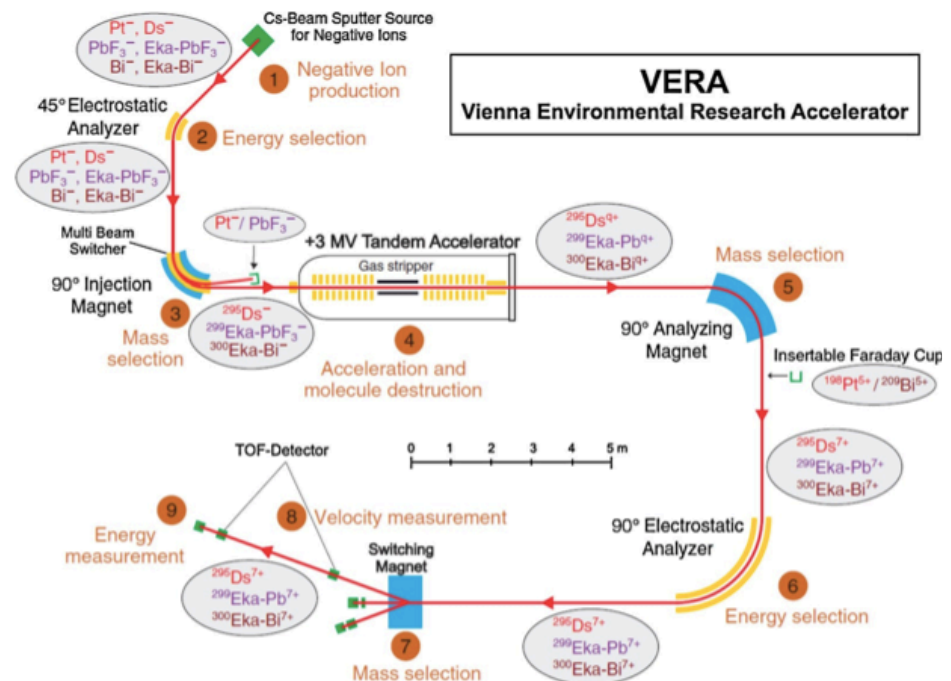 Cs-Beam Sputter Source
for Negative Ions
Pt⁻, Ds⁻
PbF₃⁻, Eka-PbF₃⁻
Bi⁻, Eka-Bi⁻
1
Negative Ion
production
VERA
Vienna Environmental Research Accelerator
45° Electrostatic
Analyzer
2
Energy selection
Pt⁻, Ds⁻
PbF₃⁻, Eka-PbF₃⁻
Bi⁻, Eka-Bi⁻
Multi Beam
Switcher
Pt⁻/ PbF₃⁻
90° Injection
Magnet
3
Mass
selection
²⁹⁵Ds⁻
²⁹⁹Eka-PbF₃⁻
³⁰⁰Eka-Bi⁻
+3 MV Tandem Accelerator
Gas stripper
4
Acceleration and
molecule destruction
²⁹⁵Ds^q+
²⁹⁹Eka-Pb^q+
³⁰⁰Eka-Bi^q+
Mass selection
5
90° Analyzing
Magnet
Insertable Faraday Cup
¹⁹⁸Pt⁵⁺/ ²⁰⁹Bi⁵⁺
²⁹⁵Ds⁷⁺
²⁹⁹Eka-Pb⁷⁺
³⁰⁰Eka-Bi⁷⁺
0 1 2 3 4 5 m
90° Electrostatic
Analyzer
6
Energy selection
²⁹⁵Ds⁷⁺
²⁹⁹Eka-Pb⁷⁺
³⁰⁰Eka-Bi⁷⁺
Switching
Magnet
7
Mass selection
TOF-Detector
8
Velocity measurement
9
Energy
measurement
²⁹⁵Ds⁷⁺
²⁹⁹Eka-Pb⁷⁺
³⁰⁰Eka-Bi⁷⁺